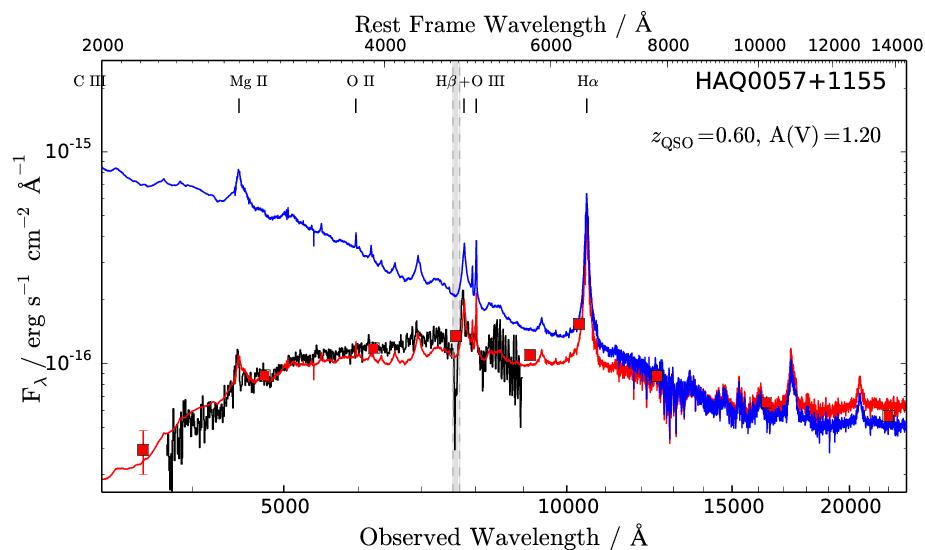 Rest Frame Wavelength / Å
2000 4000 6000 8000 10000 12000 14000
C III Mg II O II Hβ+O III Hα
HAQ0057+1155
z_QSO=0.60, A(V)=1.20
10⁻¹⁵
10⁻¹⁶
F_λ / erg s⁻¹ cm⁻² Å⁻¹
5000 10000 15000 20000
Observed Wavelength / Å